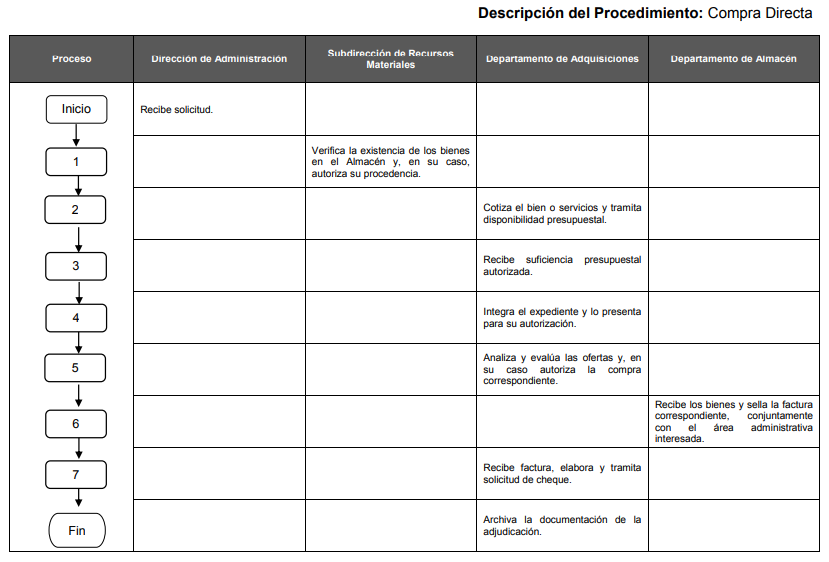 Descripción del Procedimiento: Compra Directa
Proceso
Dirección de Administración
Subdirección de Recursos
Materiales
Departamento de Adquisiciones
Departamento de Almacén
Inicio
Recibe solicitud.
1
Verifica la existencia de los bienes
en el Almacén y, en su caso,
autoriza su procedencia.
2
Cotiza el bien o servicios y tramita
disponibilidad presupuestal.
3
Recibe suficiencia presupuestal
autorizada.
4
Integra el expediente y lo presenta
para su autorización.
5
Analiza y evalúa las ofertas y, en
su caso autoriza la compra
correspondiente.
6
Recibe los bienes y sella la factura
correspondiente, conjuntamente
con el área administrativa
interesada.
7
Recibe factura, elabora y tramita
solicitud de cheque.
Fin
Archiva la documentación de la
adjudicación.